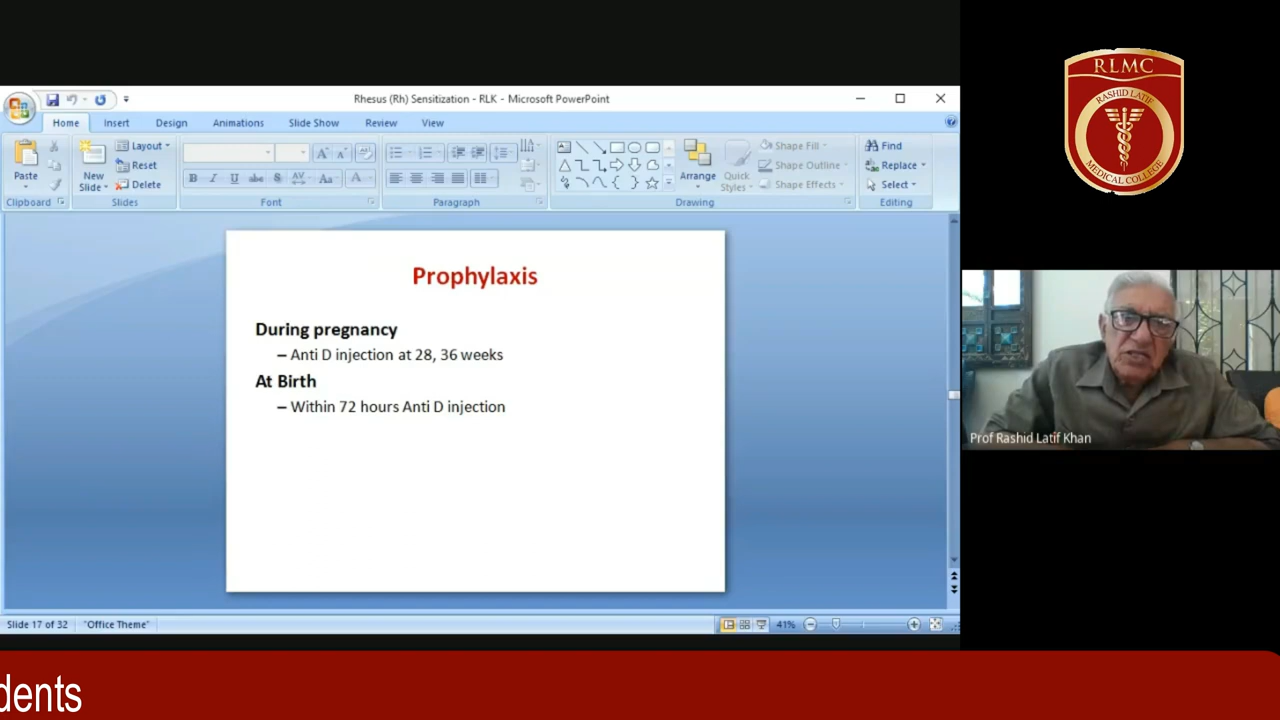 Rhesus (Rh) Sensitization - RLK - Microsoft PowerPoint
Home Insert Design Animations Slide Show Review View
Paste
Clipboard
New Slide
Layout
Reset
Delete
Slides
B I U abc S AV Aa A
Font
Paragraph
Arrange
Quick Styles
Shape Fill
Shape Outline
Shape Effects
Drawing
Find
Replace
Select
Editing
Prophylaxis
During pregnancy
– Anti D injection at 28, 36 weeks
At Birth
– Within 72 hours Anti D injection
Slide 17 of 32 "Office Theme" 41%
RLMC
RASHID LATIF
MEDICAL COLLEGE
Prof Rashid Latif Khan
dents